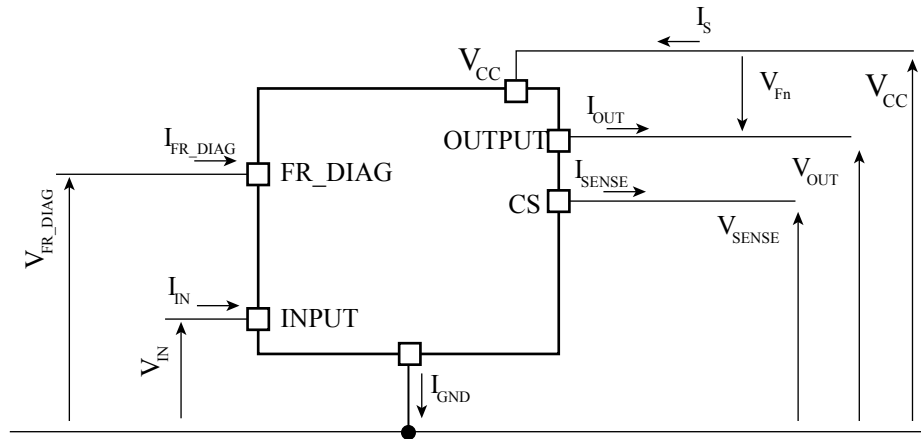 I_S
V_CC
V_Fn
V_CC
I_OUT
OUTPUT
I_FR_DIAG
FR_DIAG
I_SENSE
V_OUT
CS
V_SENSE
V_FR_DIAG
I_IN
INPUT
V_IN
I_GND